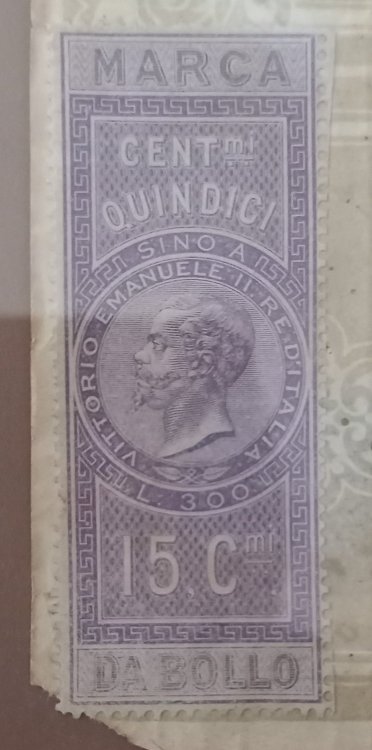 MARCA
CENTmi
QUINDICI
SINO A
VITTORIO EMANUELE II RE D'ITALIA
L. 300
15. Cmi
DA BOLLO